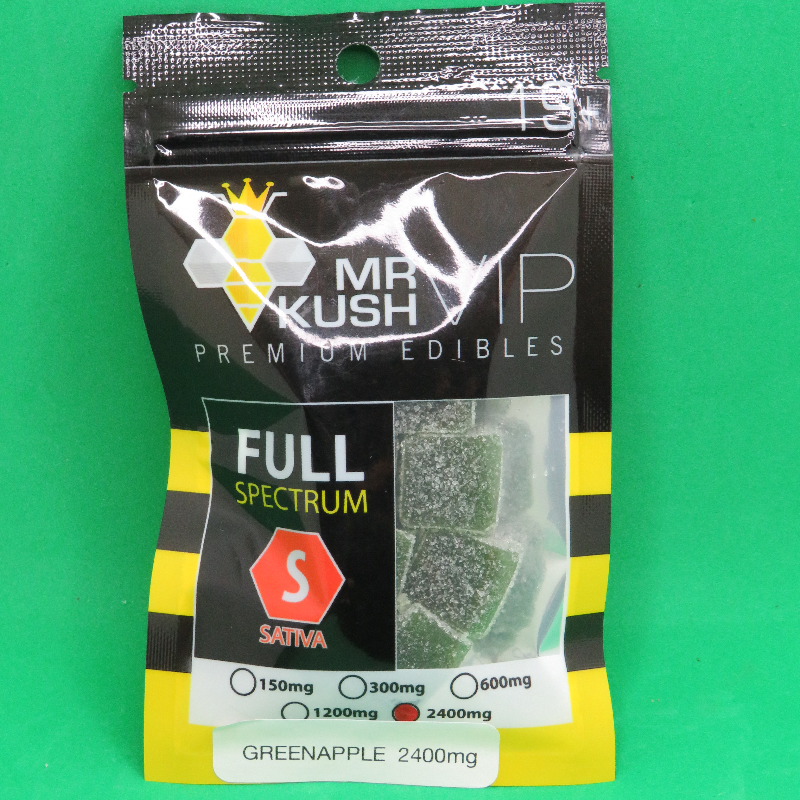 19+
MR
KUSH VIP
PREMIUM EDIBLES
FULL
SPECTRUM
S
SATIVA
150mg 300mg 600mg
1200mg 2400mg
GREENAPPLE 2400mg